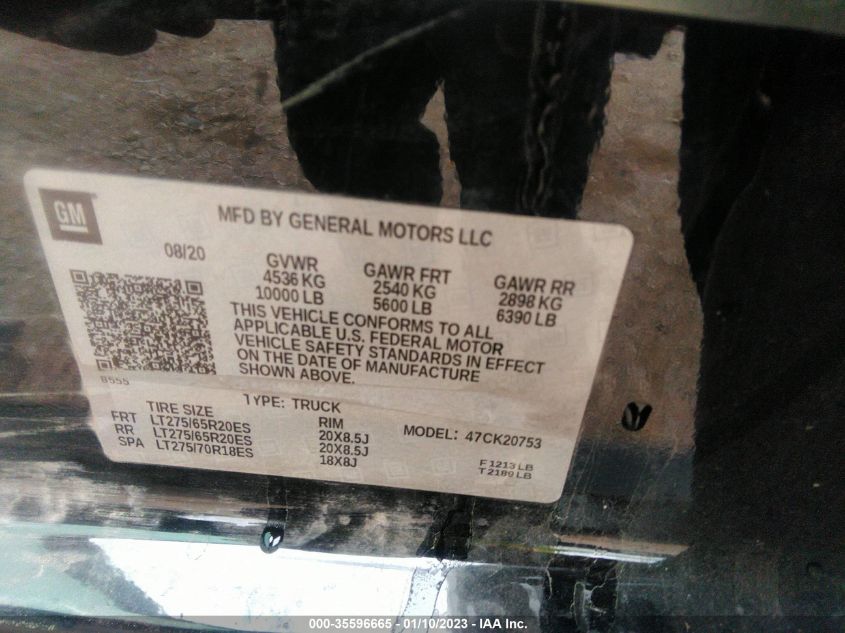 GM
MFD BY GENERAL MOTORS LLC
08/20
GVWR GAWR FRT GAWR RR
4536 KG 2540 KG 2898 KG
10000 LB 5600 LB 6390 LB
THIS VEHICLE CONFORMS TO ALL
APPLICABLE U.S. FEDERAL MOTOR
VEHICLE SAFETY STANDARDS IN EFFECT
ON THE DATE OF MANUFACTURE
SHOWN ABOVE.
8555
TYPE: TRUCK
TIRE SIZE RIM
FRT LT275/65R20ES 20X8.5J
RR LT275/65R20ES 20X8.5J
SPA LT275/70R18ES 18X8J
MODEL: 47CK20753
F 1213 LB
T 2189 LB
000-35596665 - 01/10/2023 - IAA Inc.